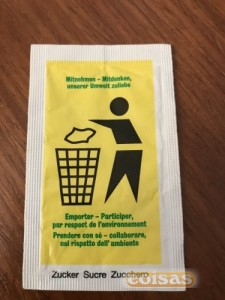 Mitnehmen – Mitdenken,
unserer Umwelt zuliebe
Emporter – Participer,
par respect de l'environnement
Prendere con sé – collaborare,
nel rispetto dell'ambiente
Zucker Sucre Zucchero
coisas